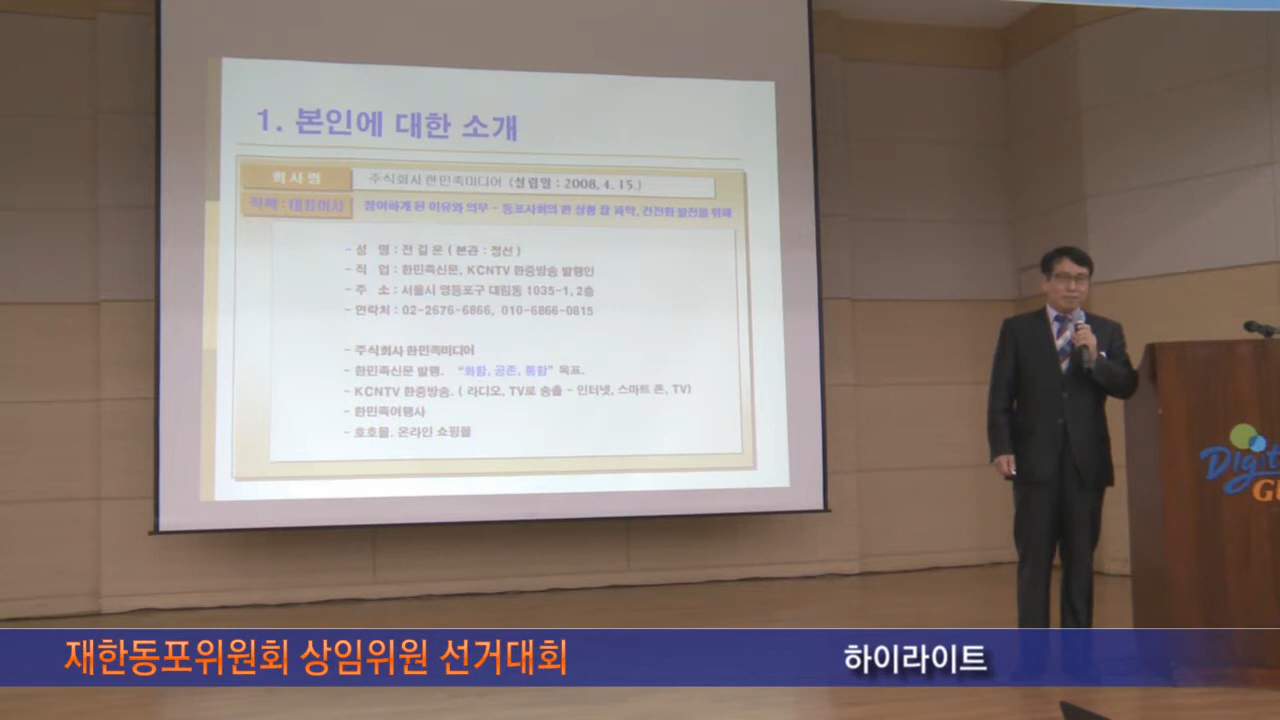 1. 본인에 대한 소개
회사명
주식회사 한민족미디어 (설립일 : 2008. 4. 15.)
직책 : 대표이사
참여하게 된 이유와 의무 - 동포사회의 현 상황 잘 파악, 건전한 발전을 위해
- 성 명 : 전길운 ( 본관 : 정선 )
- 직 업 : 한민족신문, KCNTV 한중방송 발행인
- 주 소 : 서울시 영등포구 대림동 1035-1, 2층
- 연락처 : 02-2676-6866, 010-6866-0815
- 주식회사 한민족미디어
- 한민족신문 발행. “화합, 공존, 통합” 목표.
- KCNTV 한중방송. ( 라디오, TV로 송출 - 인터넷, 스마트 폰, TV)
- 한민족여행사
- 호호몰. 온라인 쇼핑몰
Digit
G
재한동포위원회 상임위원 선거대회
하이라이트